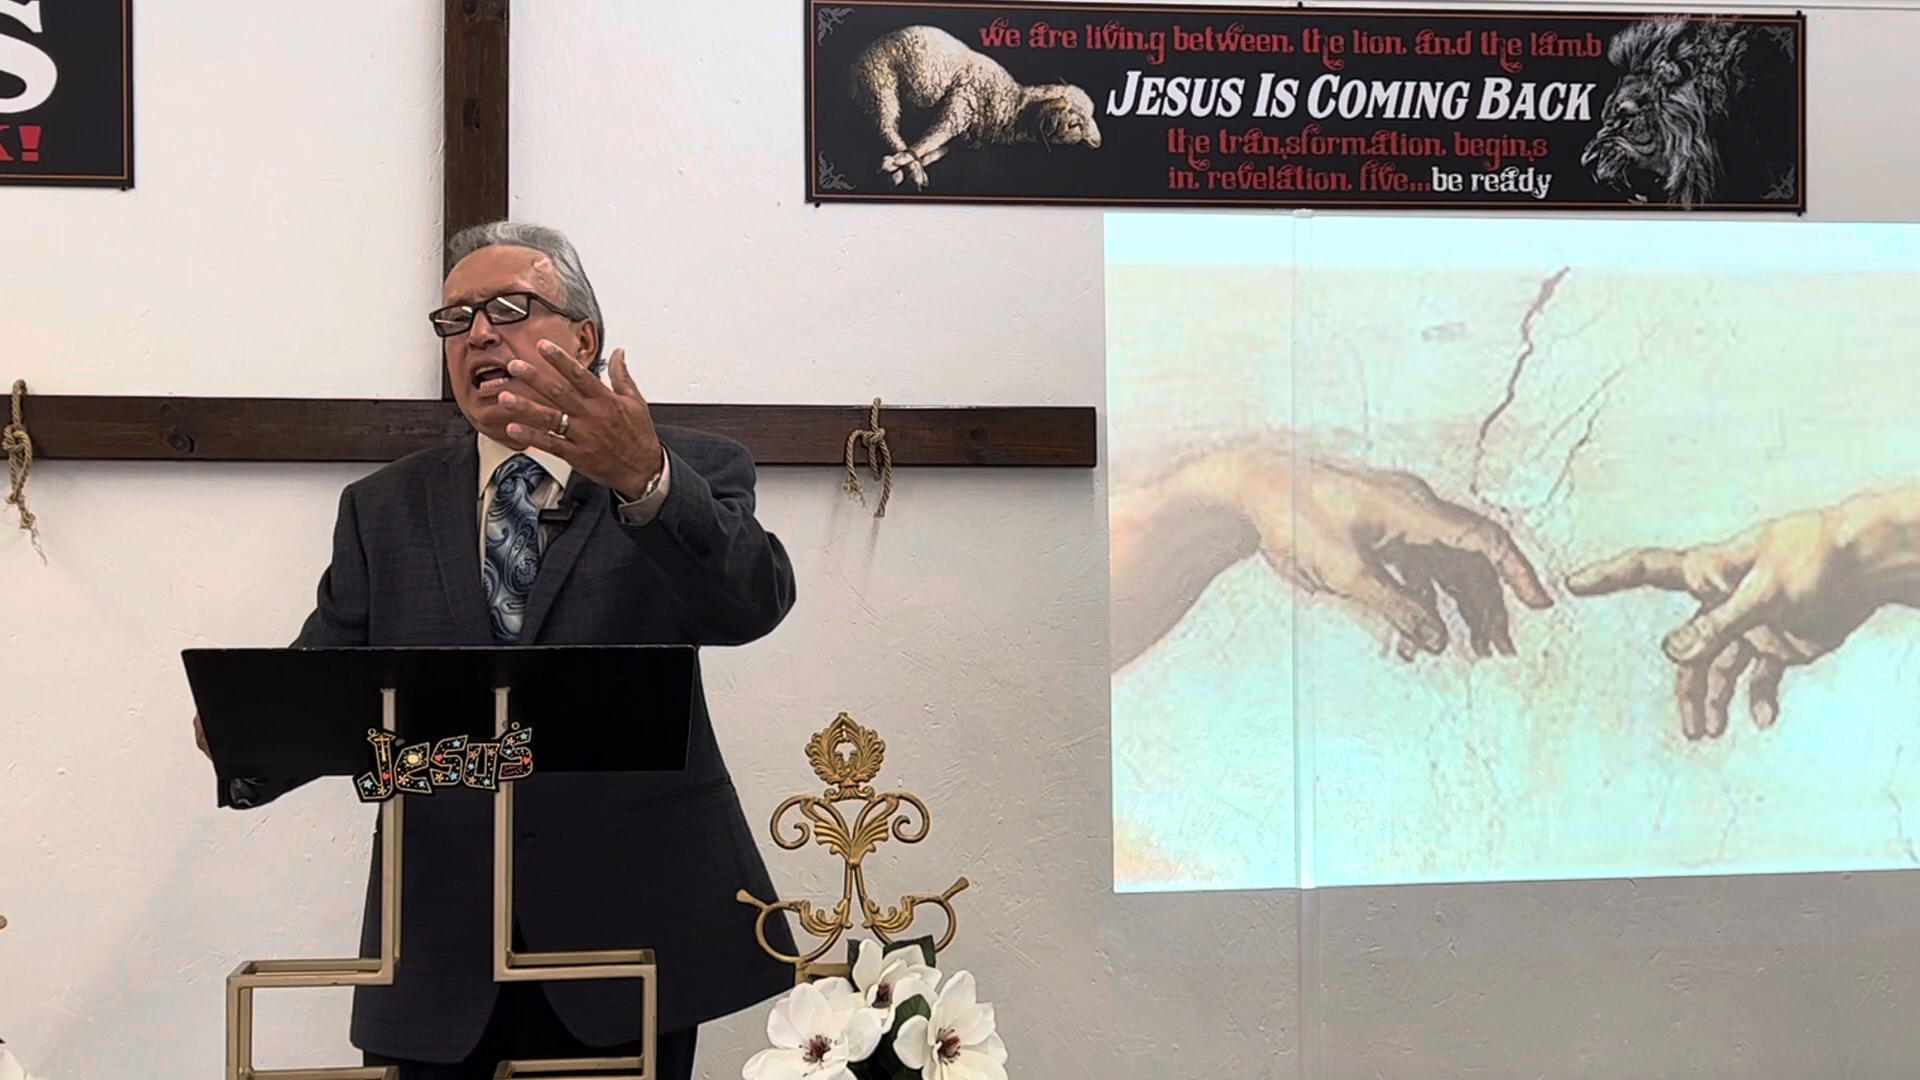 S
K!
we are living between the lion and the lamb
JESUS IS COMING BACK
the transformation begins
in revelation five...be ready
Jesus